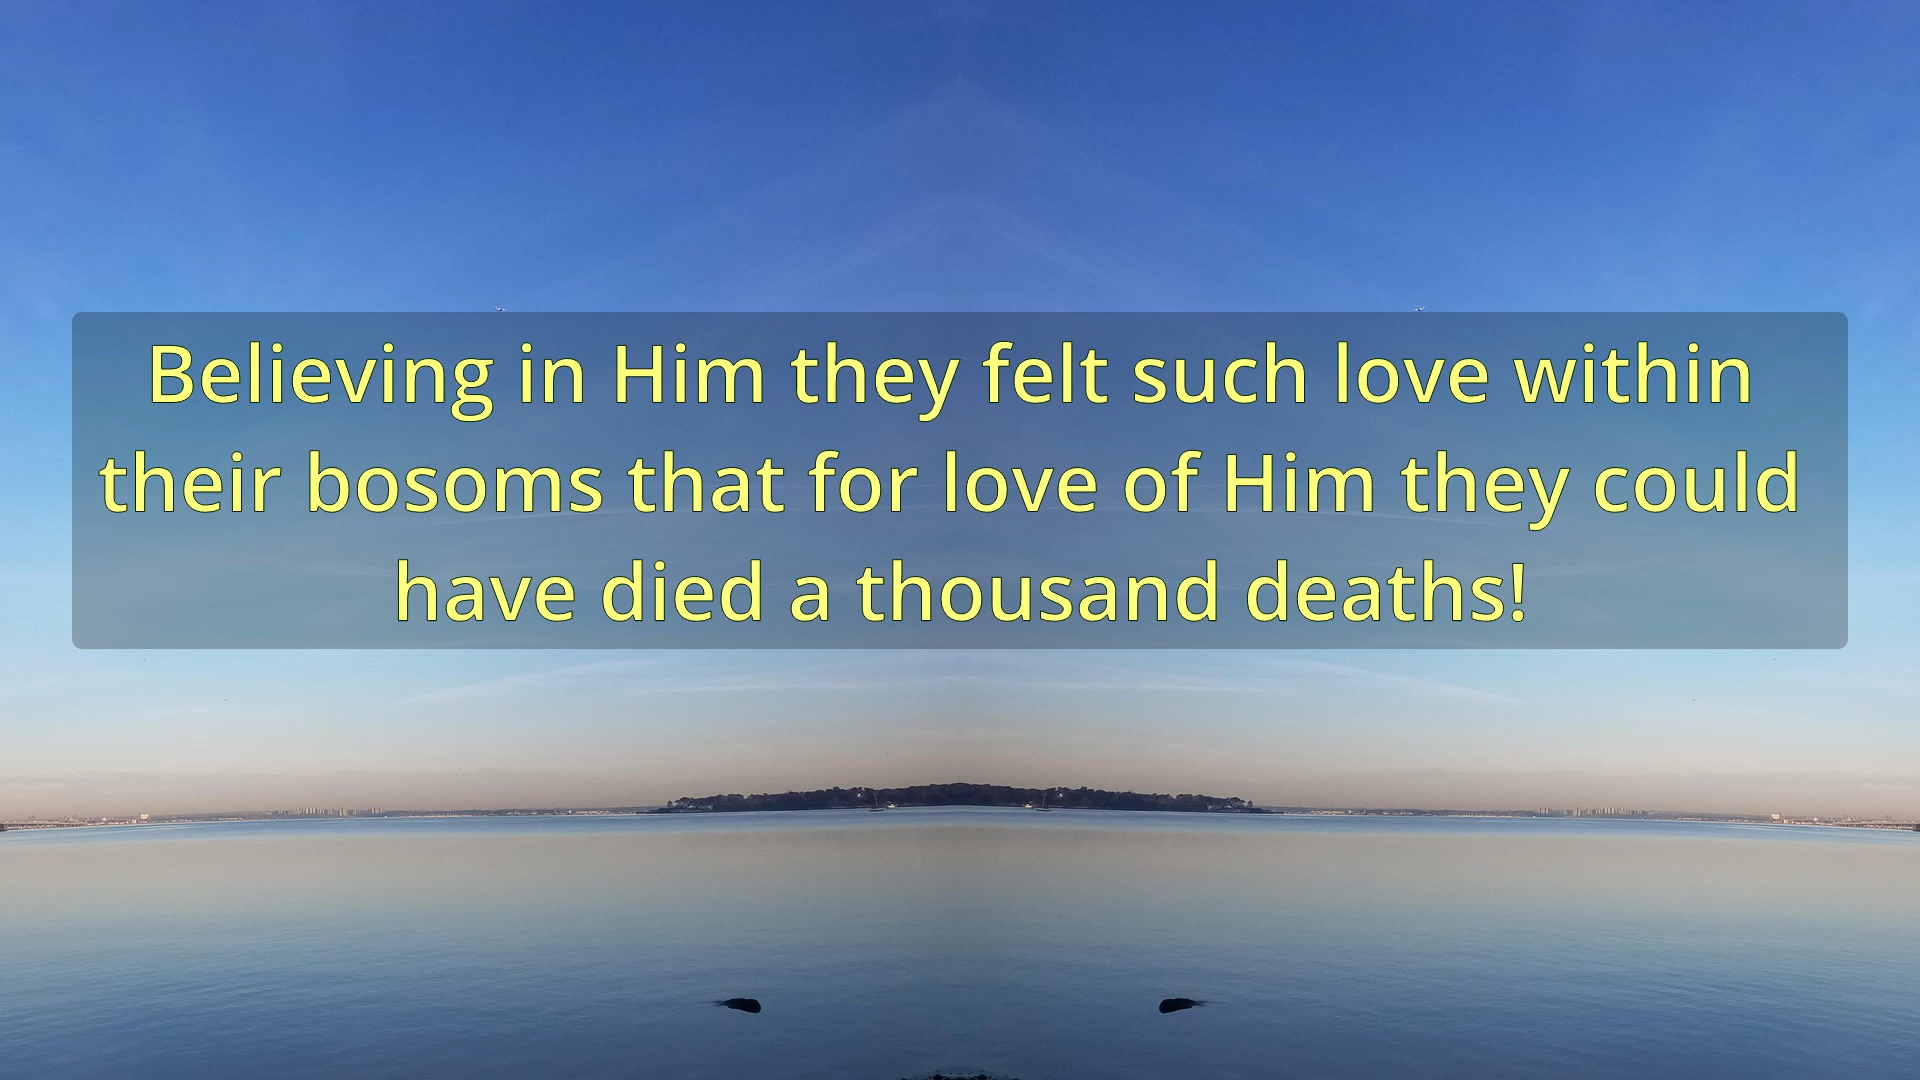 Believing in Him they felt such love within
their bosoms that for love of Him they could
have died a thousand deaths!